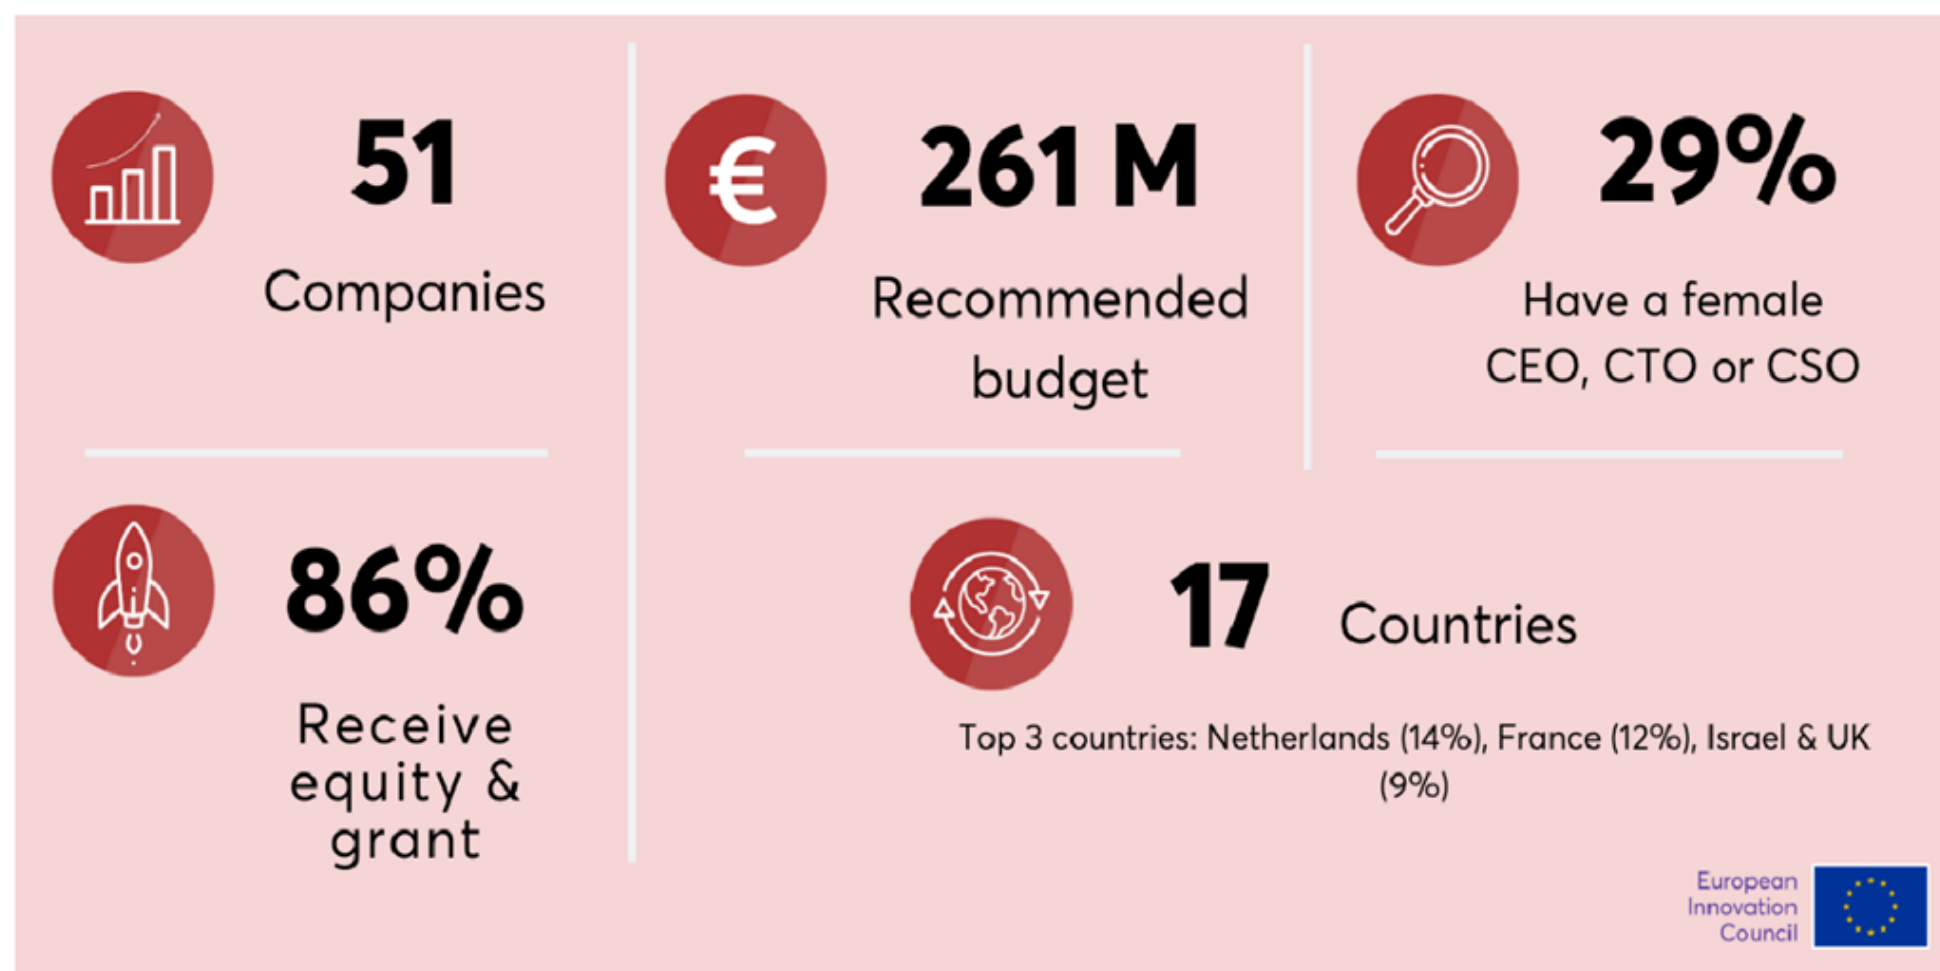 51
Companies
€
261 M
Recommended
budget
29%
Have a female
CEO, CTO or CSO
86%
Receive
equity &
grant
17 Countries
Top 3 countries: Netherlands (14%), France (12%), Israel & UK
(9%)
European
Innovation
Council